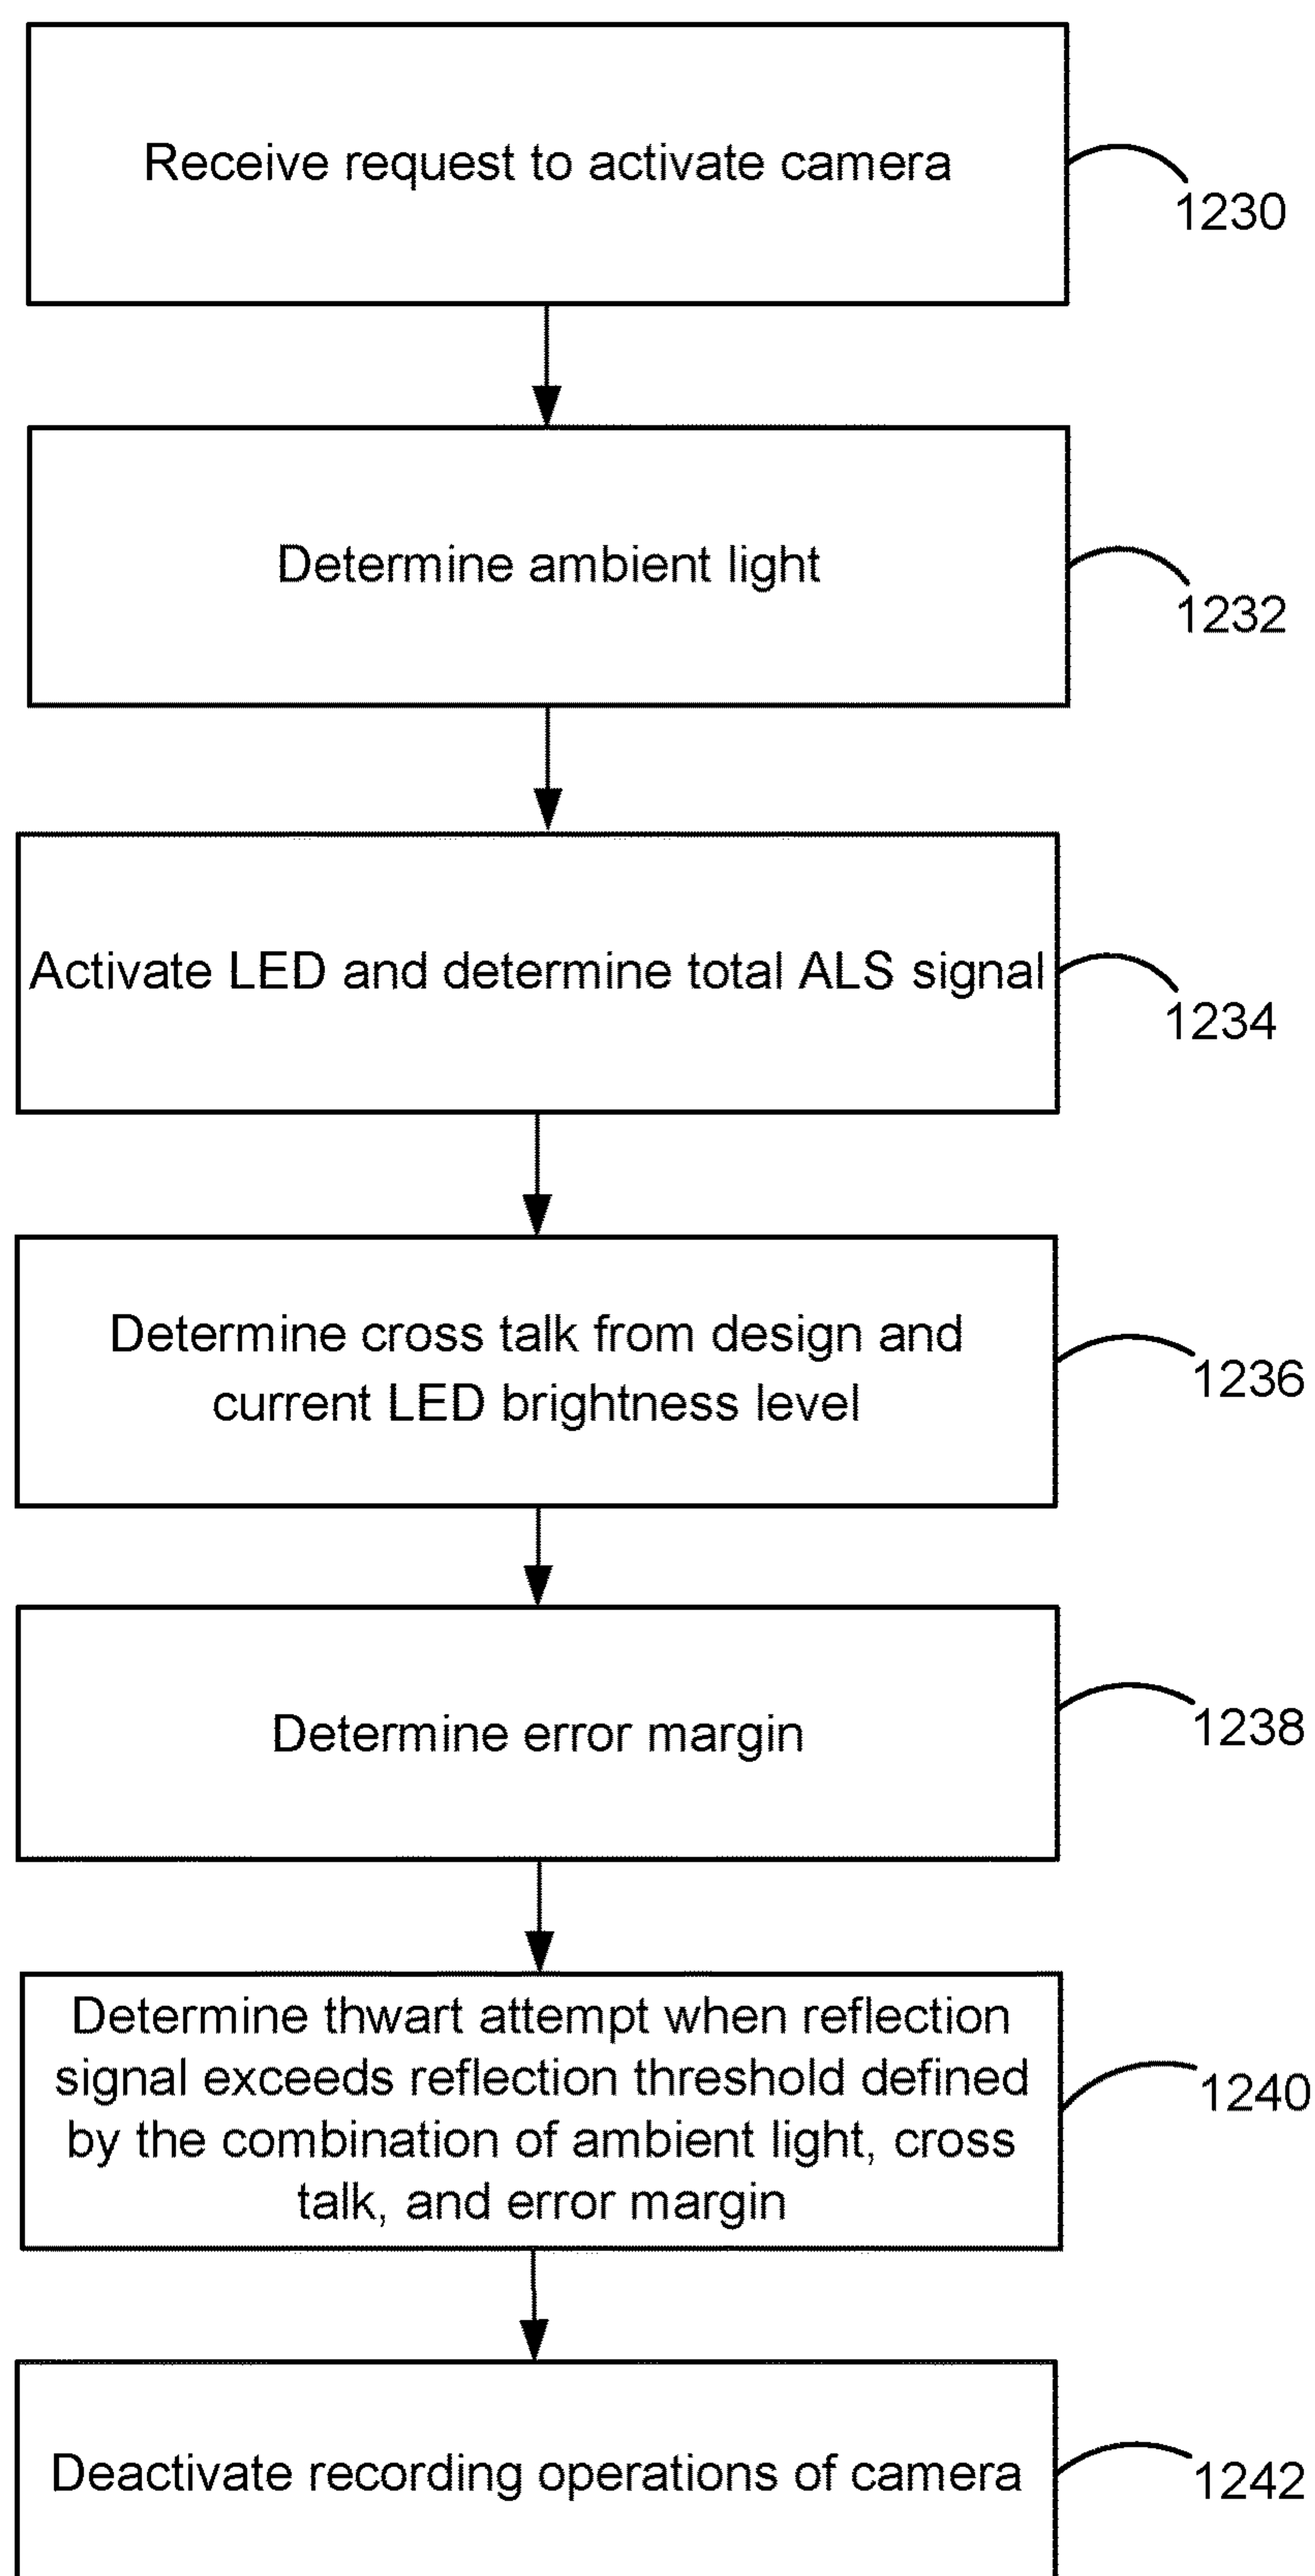 Receive request to activate camera
1230
Determine ambient light
1232
Activate LED and determine total ALS signal
1234
Determine cross talk from design and
current LED brightness level
1236
Determine error margin
1238
Determine thwart attempt when reflection
signal exceeds reflection threshold defined
by the combination of ambient light, cross
talk, and error margin
1240
Deactivate recording operations of camera
1242